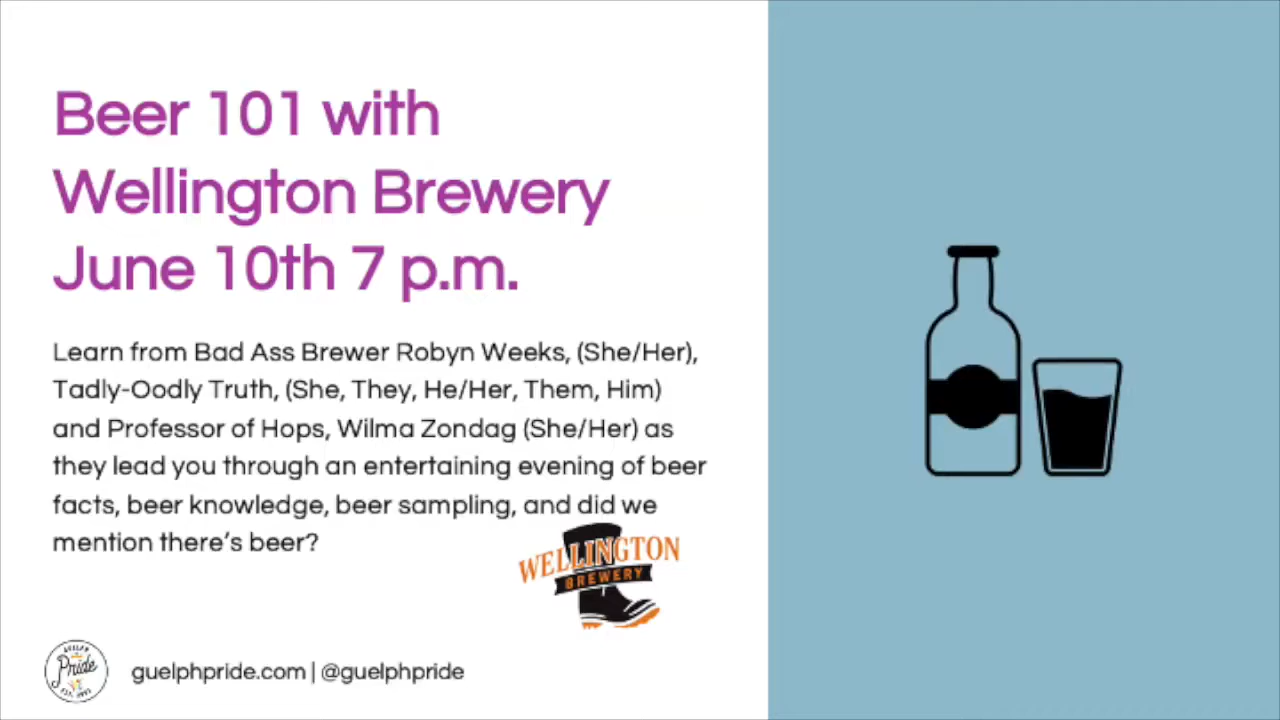 Beer 101 with
Wellington Brewery
June 10th 7 p.m.
Learn from Bad Ass Brewer Robyn Weeks, (She/Her),
Tadly-Oodly Truth, (She, They, He/Her, Them, Him)
and Professor of Hops, Wilma Zondag (She/Her) as
they lead you through an entertaining evening of beer
facts, beer knowledge, beer sampling, and did we
mention there's beer?
WELLINGTON
BREWERY
GUELPH
Pride
guelphpride.com | @guelphpride